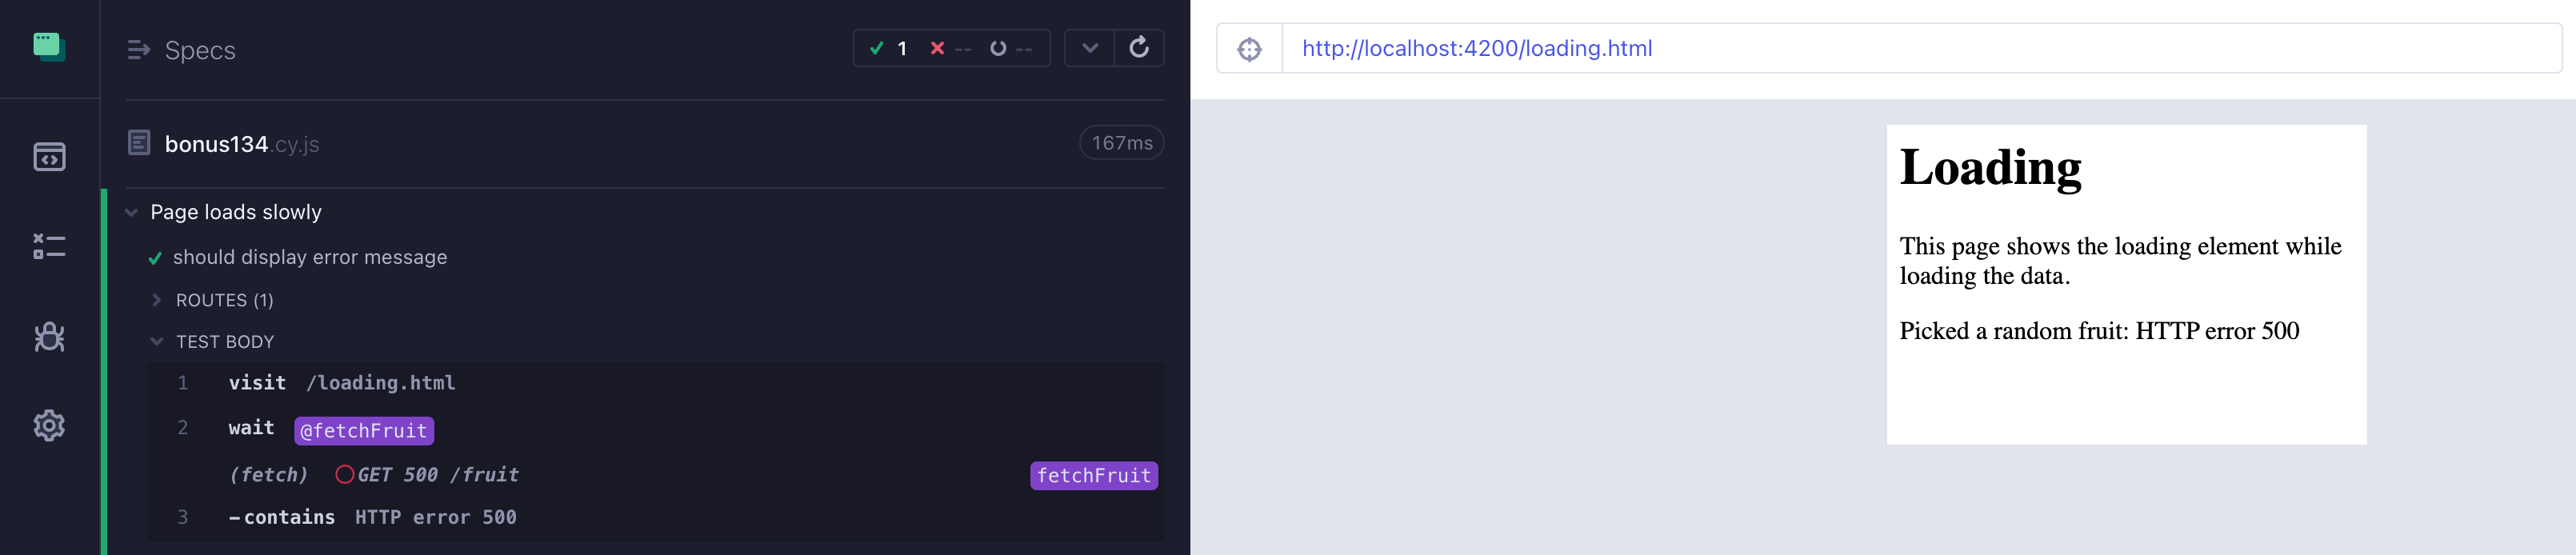 Specs
1 -- --
http://localhost:4200/loading.html
bonus134.cy.js
167ms
Page loads slowly
should display error message
ROUTES (1)
TEST BODY
1 visit /loading.html
2 wait @fetchFruit
(fetch) GET 500 /fruit fetchFruit
3 -contains HTTP error 500
Loading
This page shows the loading element while
loading the data.
Picked a random fruit: HTTP error 500